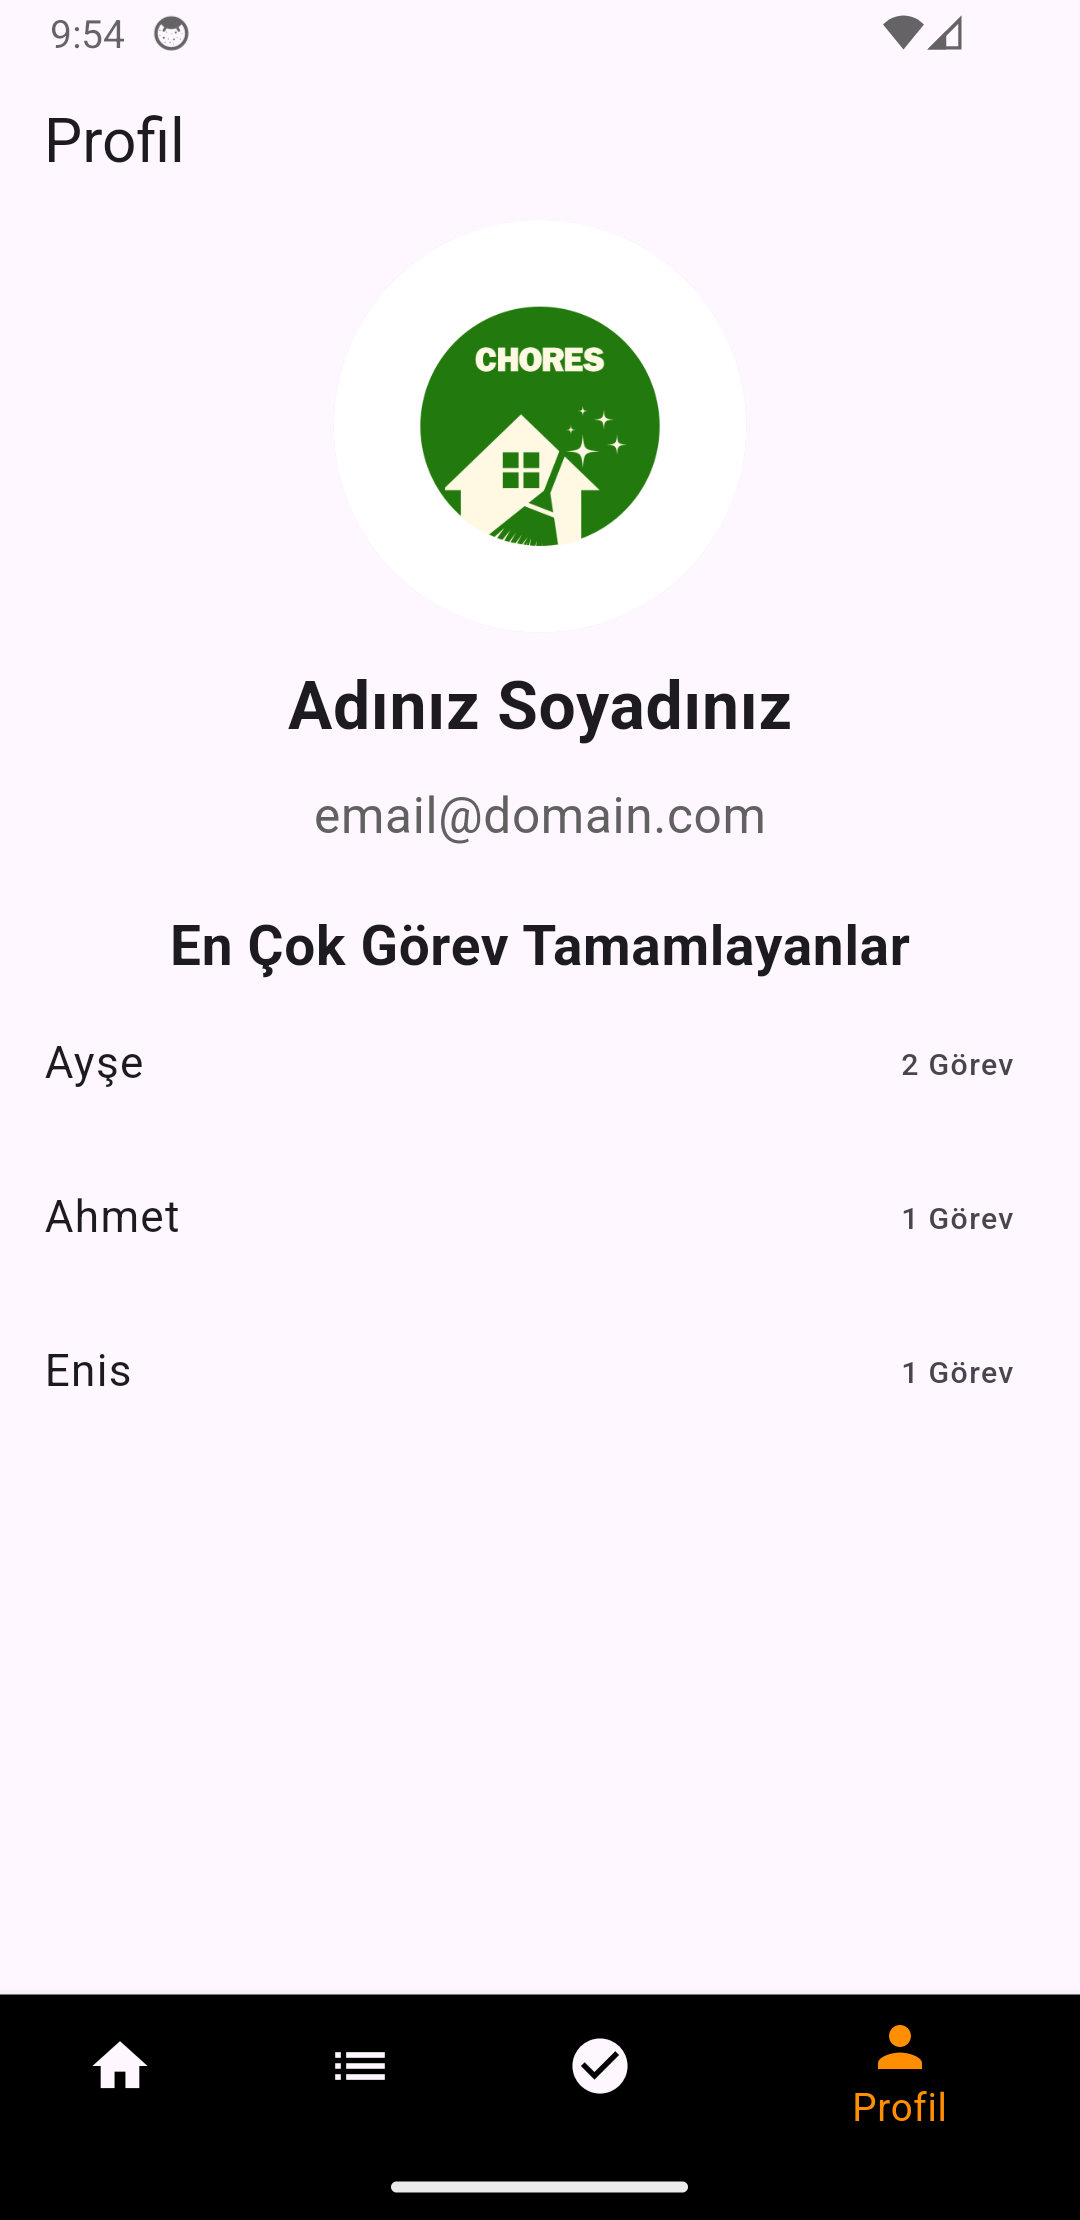 9:54
Profil
CHORES
Adınız Soyadınız
email@domain.com
En Çok Görev Tamamlayanlar
Ayşe 2 Görev
Ahmet 1 Görev
Enis 1 Görev
Profil